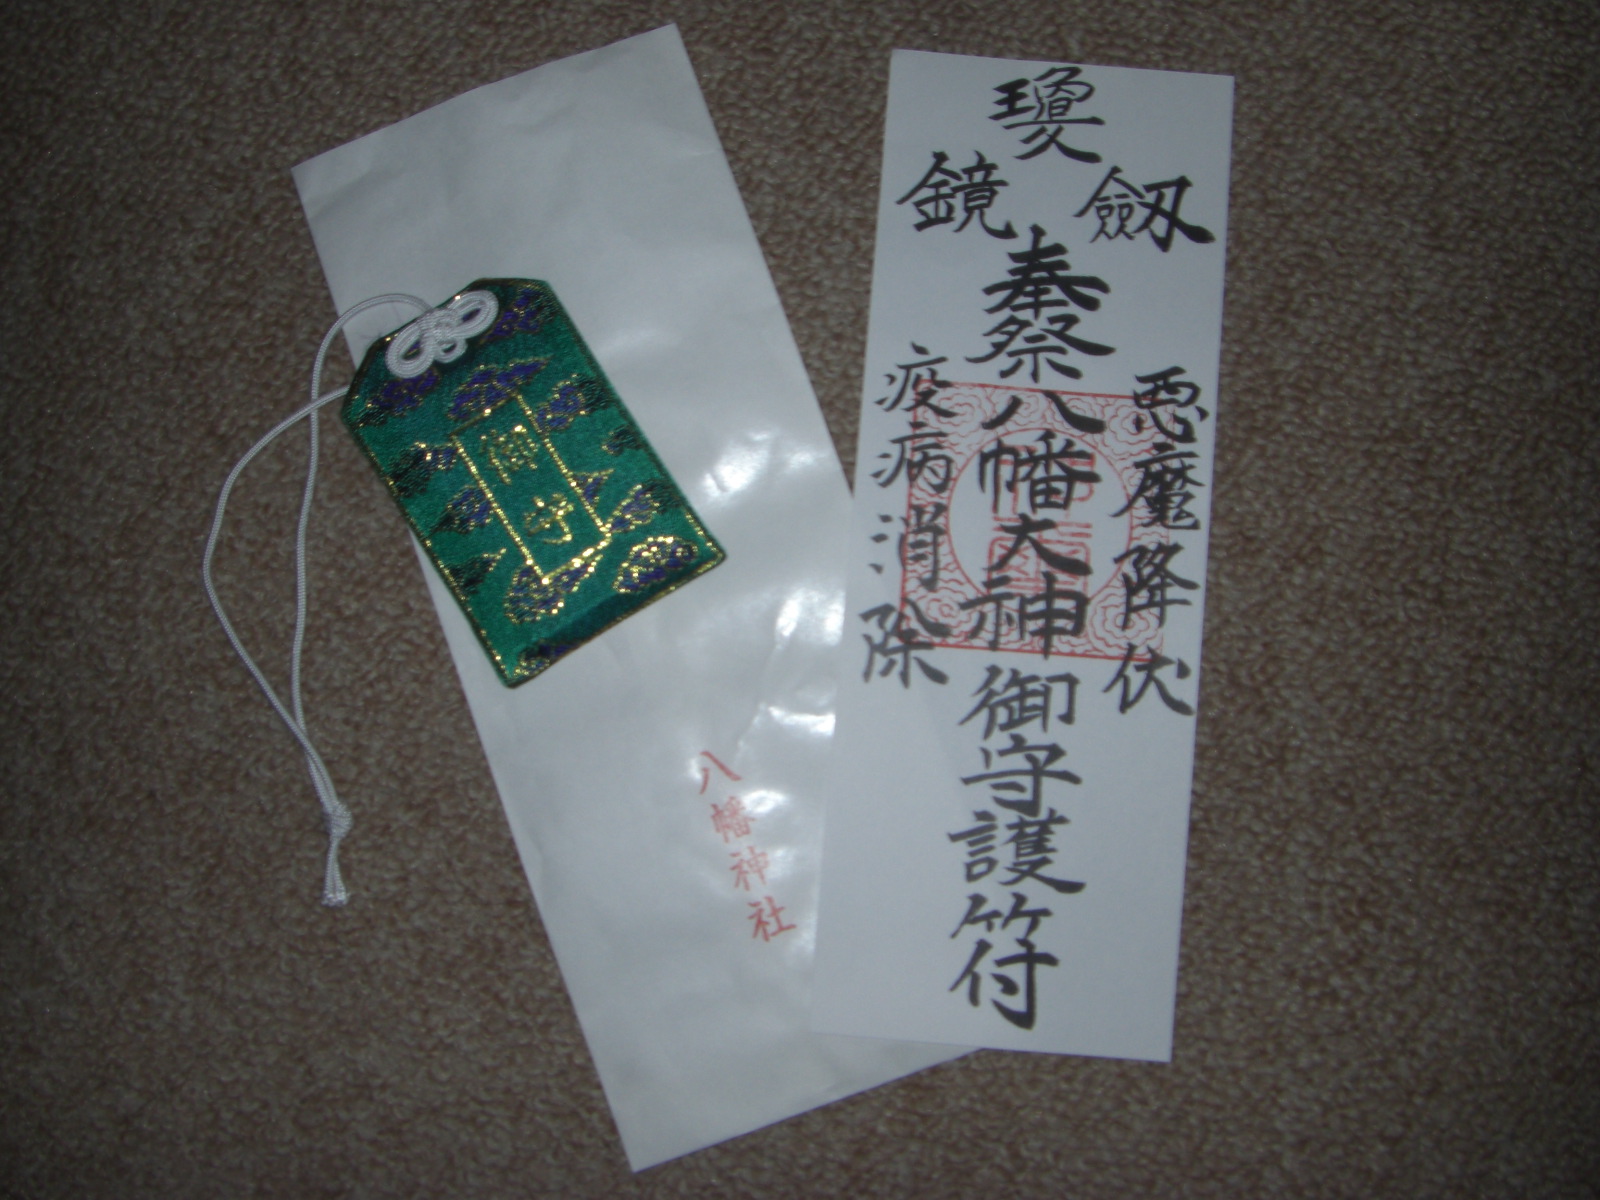 御守
八幡神社
瓊
鏡
劔
奉祭八幡大神御守護符
悪魔降伏
疫病消除